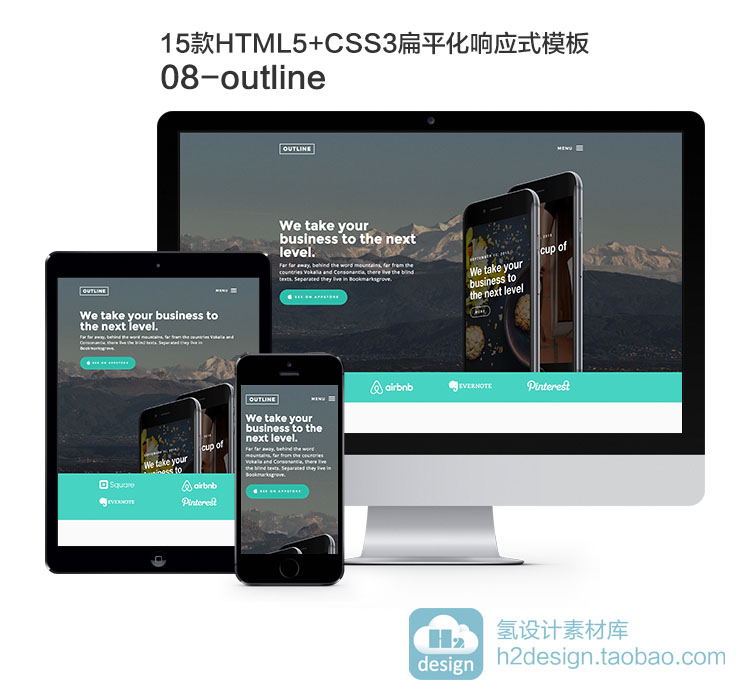 15款HTML5+CSS3扁平化响应式模板
08-outline
OUTLINE
MENU
We take your
business to the next
level.
Far far away, behind the word mountains, far from the
countries Vokalia and Consonantia, there live the blind
texts. Separated they live in Bookmarksgrove.
SEE ON APPSTORE
SEPTEMBER 11, 2015
We take your
business to
the next level
MORE
2015
cup of
airbnb
EVERNOTE
Pinterest
OUTLINE
MENU
We take your business to
the next level.
Far far away, behind the word mountains, far from the countries Vokalia and
Consonantia, there live the blind texts. Separated they live in
Bookmarksgrove.
SEE ON APPSTORE
We take your
business to
cup of
Square
airbnb
EVERNOTE
Pinterest
OUTLINE
MENU
We take your
business to the
next level.
Far far away, behind the word
mountains, far from the countries
Vokalia and Consonantia, there live
the blind texts. Separated they live in
Bookmarksgrove.
SEE ON APPSTORE
H2
design
氢设计素材库
h2design.taobao.com